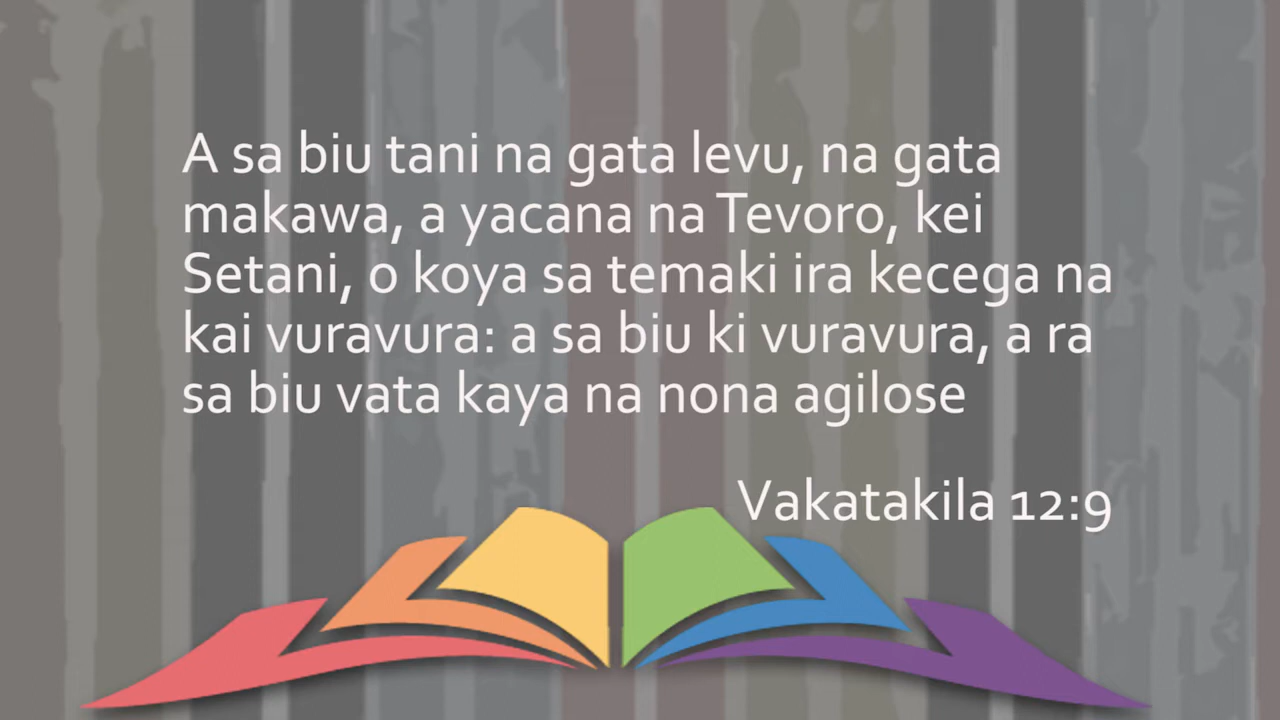 A sa biu tani na gata levu, na gata
makawa, a yacana na Tevoro, kei
Setani, o koya sa temaki ira kecega na
kai vuravura: a sa biu ki vuravura, a ra
sa biu vata kaya na nona agilose
Vakatakila 12:9